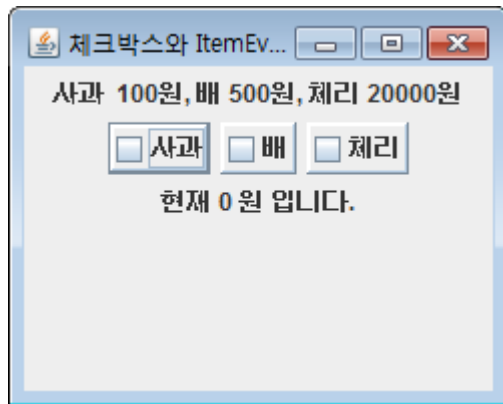 체크박스와 ItemEv...
사과 100원, 배 500원, 체리 20000원
사과 배 체리
현재 0 원 입니다.